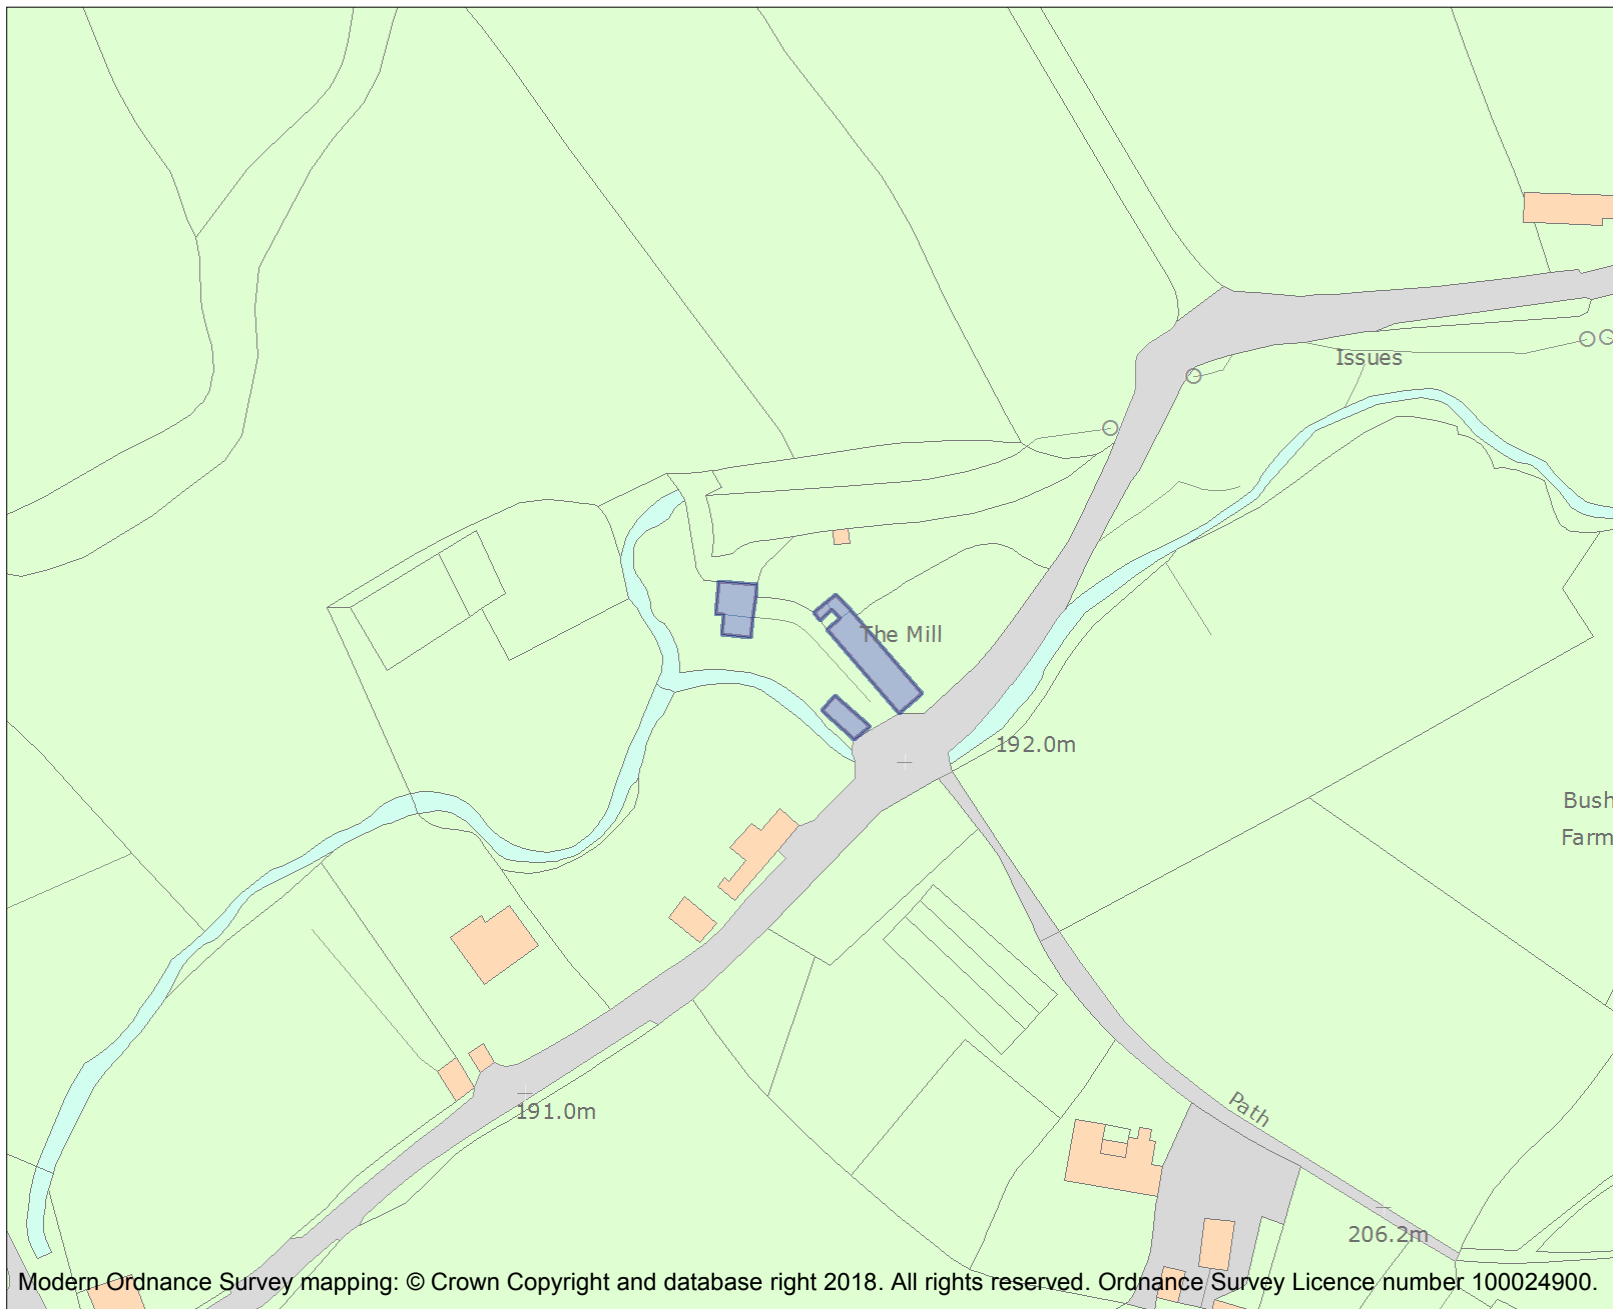 Issues
The Mill
192.0m
Bush
Farm
Path
191.0m
206.2m
Modern Ordnance Survey mapping: © Crown Copyright and database right 2018. All rights reserved. Ordnance Survey Licence number 100024900.